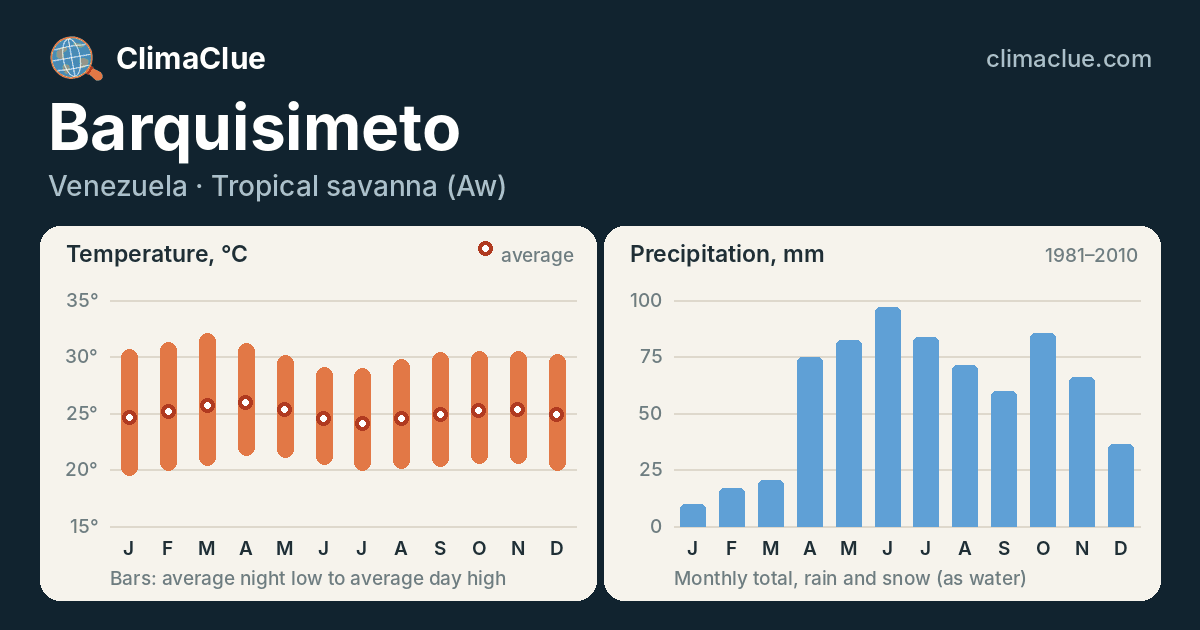 ClimaClue
climaclue.com
Barquisimeto
Venezuela · Tropical savanna (Aw)
Temperature, °C
average
35°
30°
25°
20°
15°
J F M A M J J A S O N D
Bars: average night low to average day high
Precipitation, mm
1981–2010
100
75
50
25
0
J F M A M J J A S O N D
Monthly total, rain and snow (as water)